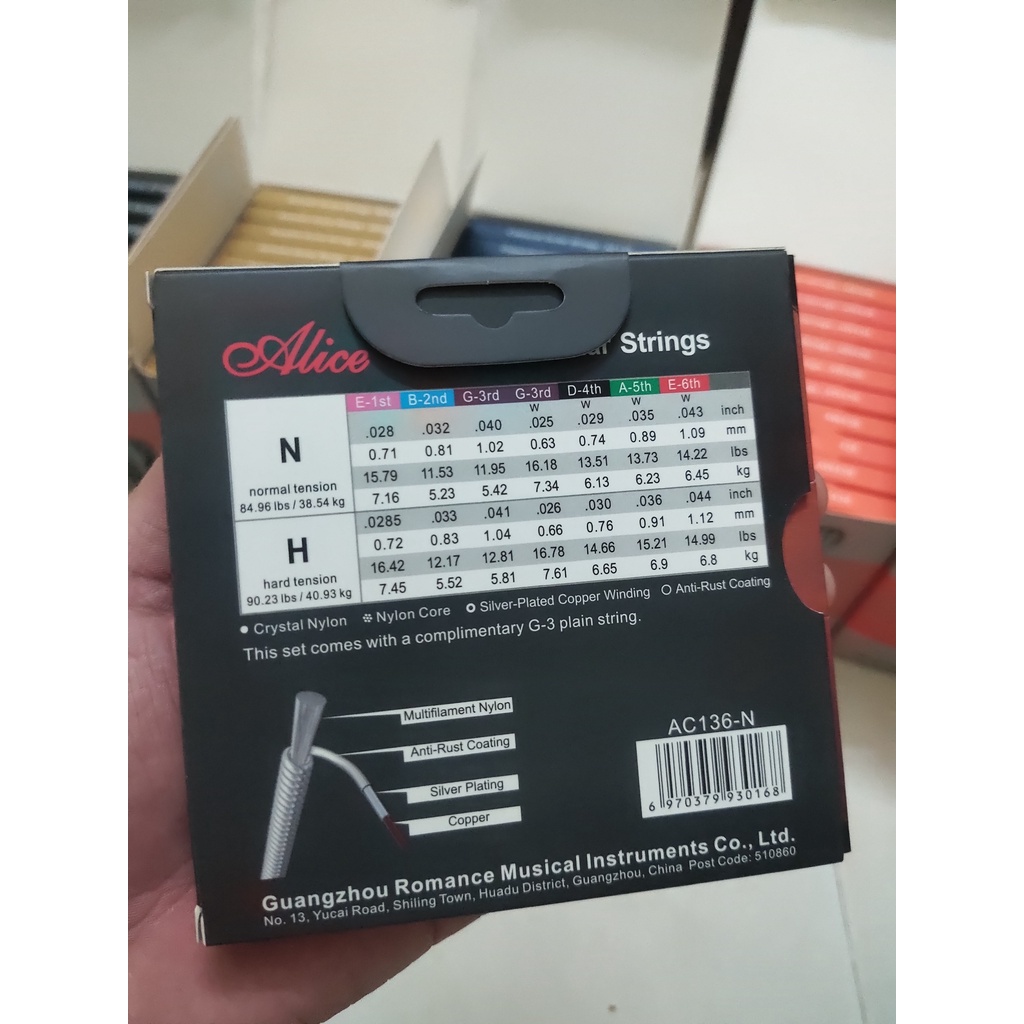 Alice Strings
E-1st B-2nd G-3rd G-3rd D-4th A-5th E-6th
W W W W
N .028 .032 .040 .025 .029 .035 .043 inch
0.71 0.81 1.02 0.63 0.74 0.89 1.09 mm
normal tension 15.79 11.53 11.95 16.18 13.51 13.73 14.22 lbs
84.96 lbs / 38.54 kg 7.16 5.23 5.42 7.34 6.13 6.23 6.45 kg
H .0285 .033 .041 .026 .030 .036 .044 inch
0.72 0.83 1.04 0.66 0.76 0.91 1.12 mm
hard tension 16.42 12.17 12.81 16.78 14.66 15.21 14.99 lbs
90.23 lbs / 40.93 kg 7.45 5.52 5.81 7.61 6.65 6.9 6.8 kg
Crystal Nylon Nylon Core Silver-Plated Copper Winding Anti-Rust Coating
This set comes with a complimentary G-3 plain string.
Multifilament Nylon
Anti-Rust Coating
Silver Plating
Copper
AC136-N
6 970379 930168
Guangzhou Romance Musical Instruments Co., Ltd.
No. 13, Yucai Road, Shiling Town, Huadu District, Guangzhou, China Post Code: 510860